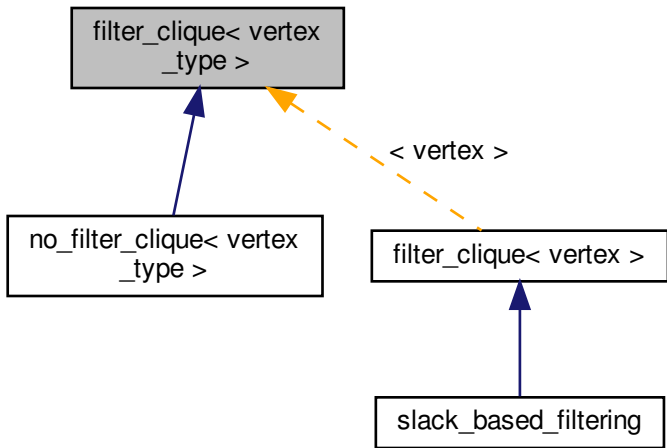 filter_clique< vertex
_type >
< vertex >
no_filter_clique< vertex
_type >
filter_clique< vertex >
slack_based_filtering